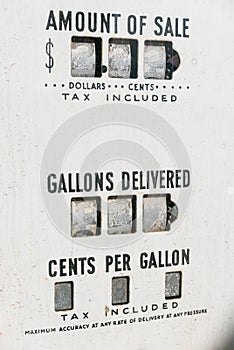 AMOUNT OF SALE
$
DOLLARS CENTS
TAX INCLUDED
GALLONS DELIVERED
CENTS PER GALLON
TAX INCLUDED
MAXIMUM ACCURACY AT ANY RATE OF DELIVERY AT ANY PRESSURE